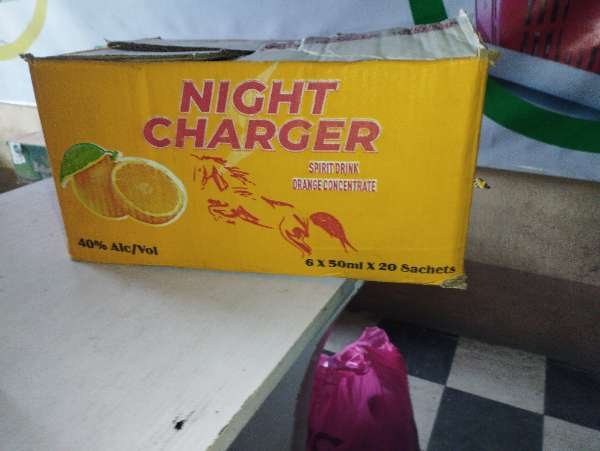 NIGHT
CHARGER
SPIRIT DRINK
ORANGE CONCENTRATE
40% Alc/Vol
6 X 50ml X 20 Sachets